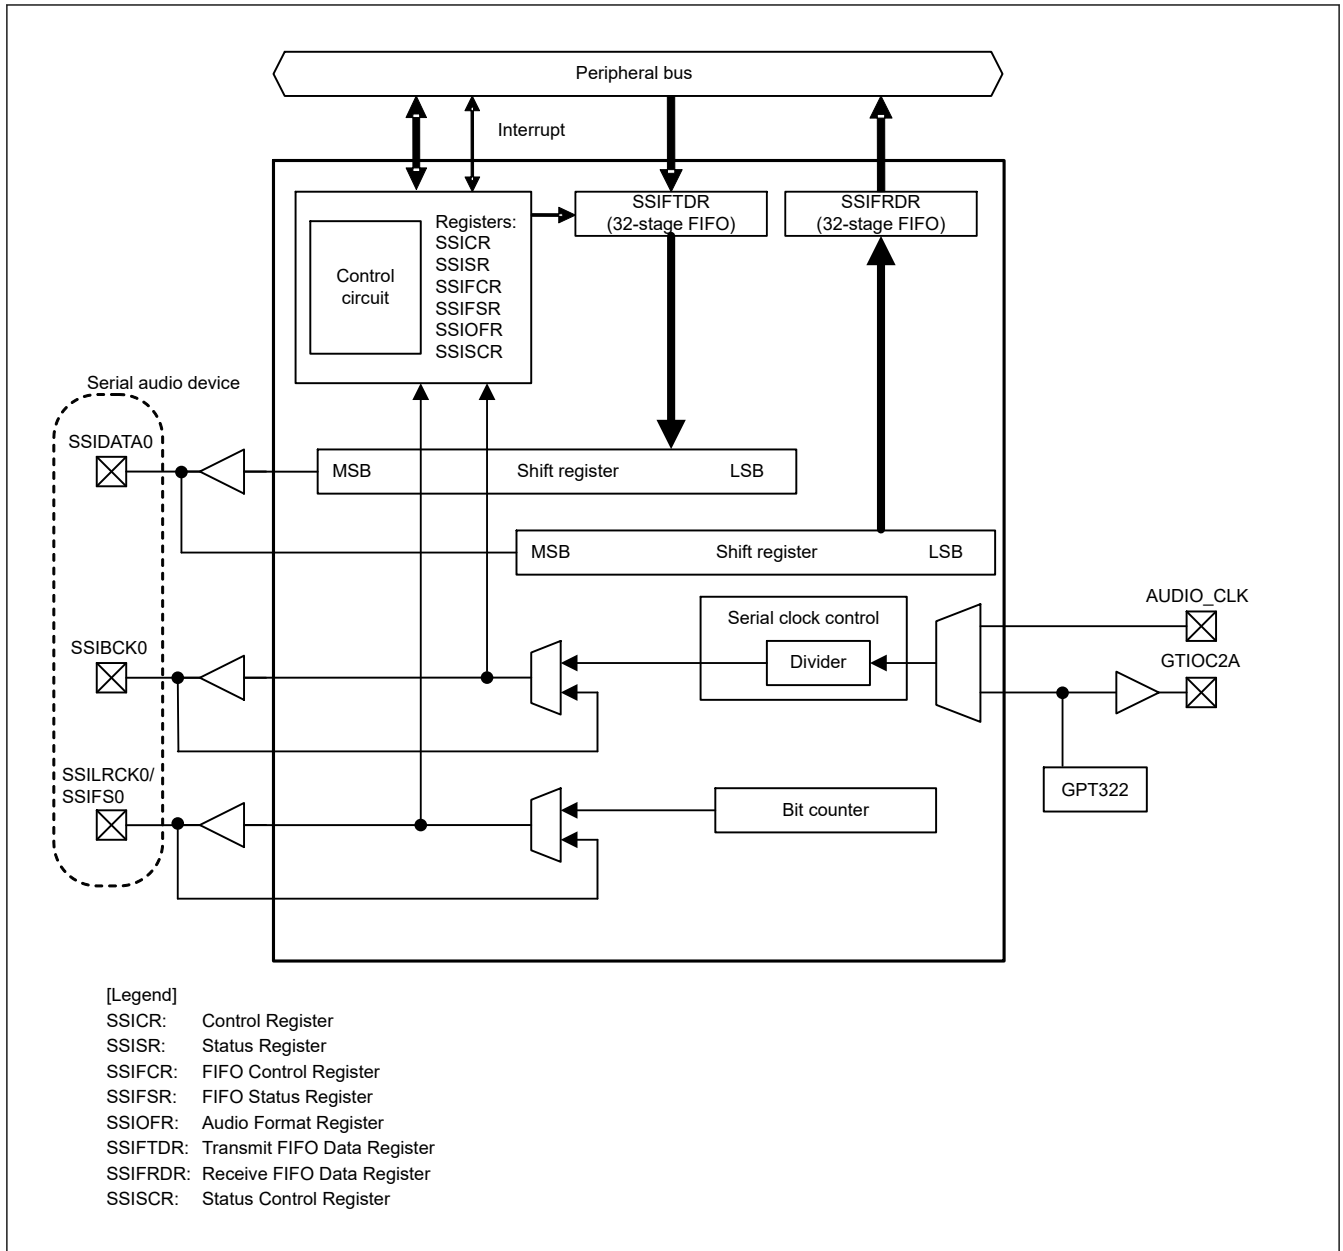 Peripheral bus
Interrupt
SSIFTDR
(32-stage FIFO)
SSIFRDR
(32-stage FIFO)
Control
circuit
Registers:
SSICR
SSISR
SSIFCR
SSIFSR
SSIOFR
SSISCR
Serial audio device
SSIDATA0
MSB Shift register LSB
MSB Shift register LSB
AUDIO_CLK
Serial clock control
SSIBCK0
Divider
GTIOC2A
SSILRCK0/
SSIFS0
GPT322
Bit counter
[Legend]
SSICR: Control Register
SSISR: Status Register
SSIFCR: FIFO Control Register
SSIFSR: FIFO Status Register
SSIOFR: Audio Format Register
SSIFTDR: Transmit FIFO Data Register
SSIFRDR: Receive FIFO Data Register
SSISCR: Status Control Register